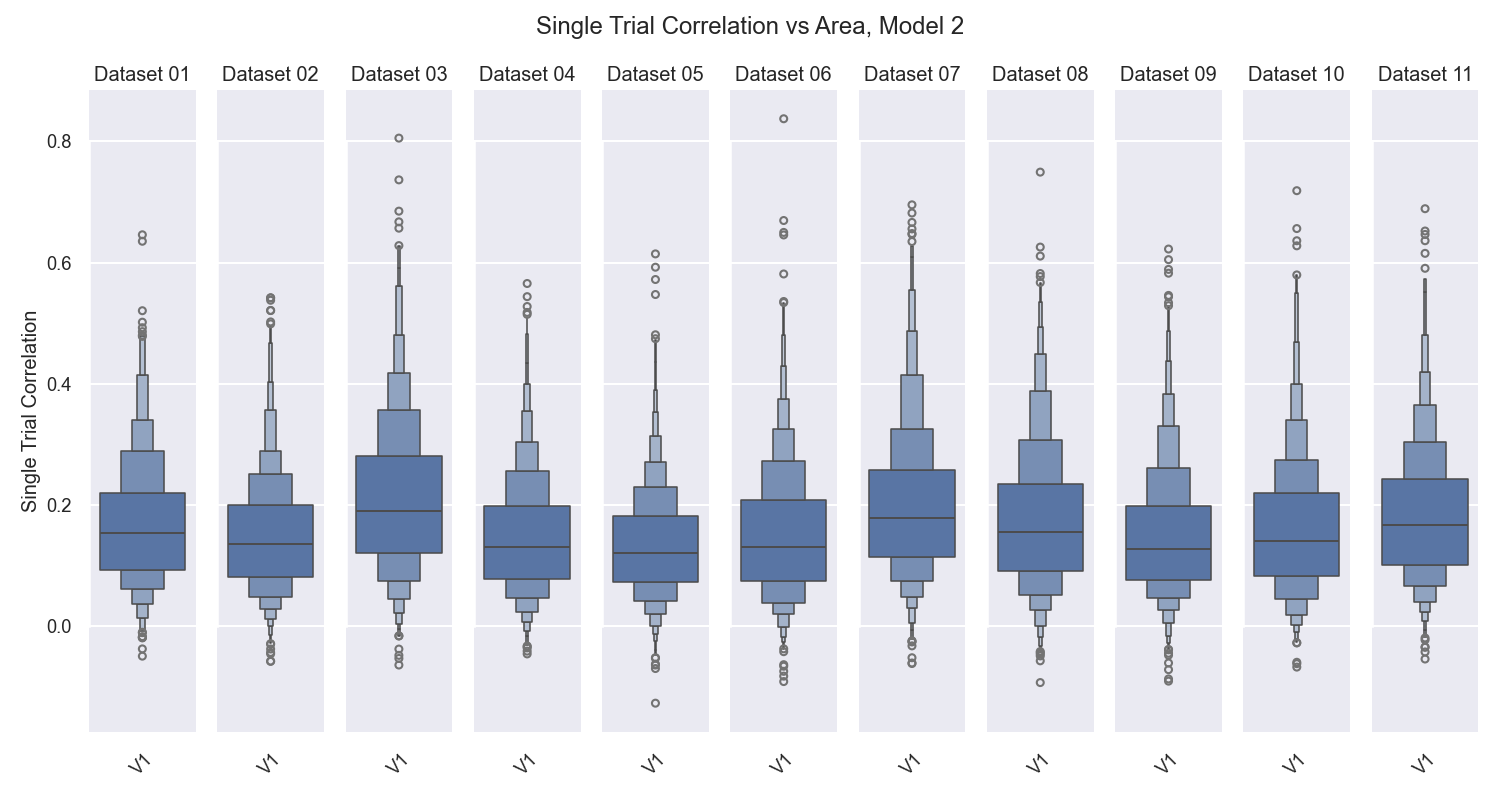 Single Trial Correlation vs Area, Model 2
Dataset 01 Dataset 02 Dataset 03 Dataset 04 Dataset 05 Dataset 06 Dataset 07 Dataset 08 Dataset 09 Dataset 10 Dataset 11
0.8
0.6
0.4
0.2
0.0
Single Trial Correlation
V1 V1 V1 V1 V1 V1 V1 V1 V1 V1 V1